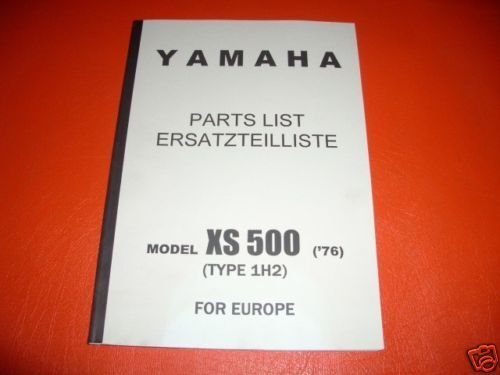 YAMAHA
PARTS LIST
ERSATZTEILLISTE
MODEL XS 500 ('76)
(TYPE 1H2)
FOR EUROPE